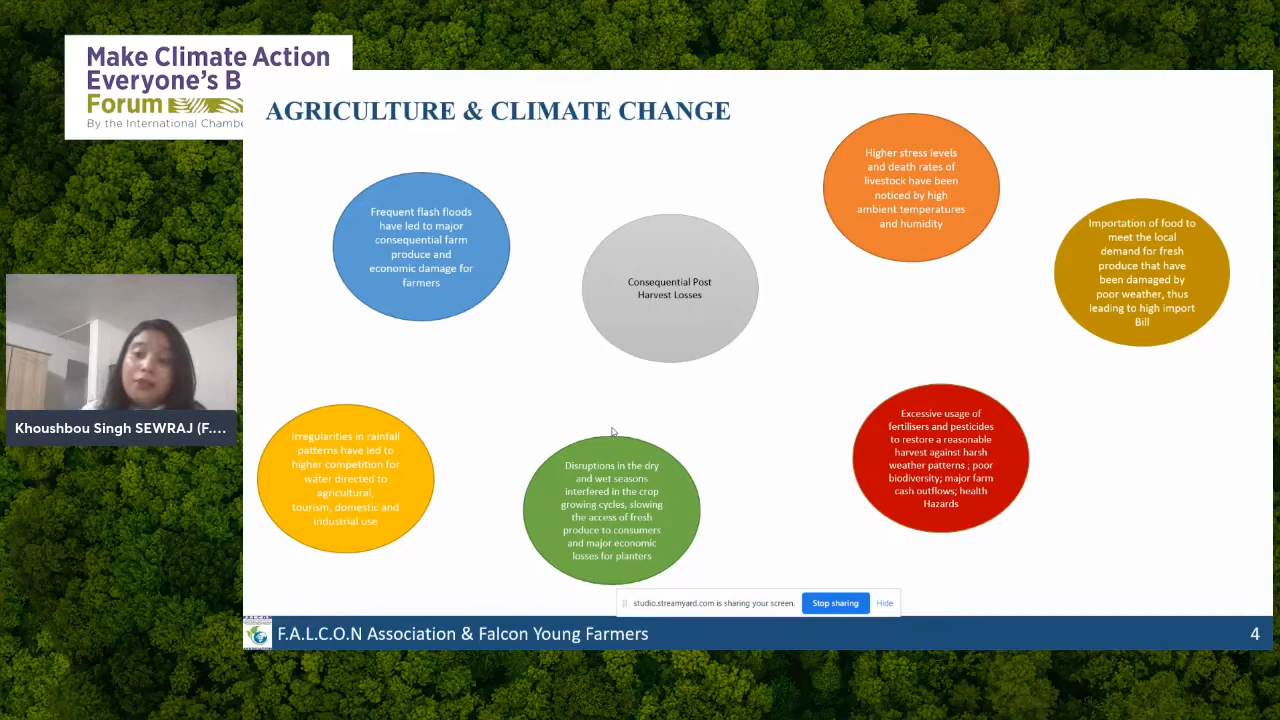 Make Climate Action
Everyone's B
Forum
By the International Chambe
AGRICULTURE & CLIMATE CHANGE
Frequent flash floods
have led to major
consequential farm
produce and
economic damage for
farmers
Consequential Post
Harvest Losses
Higher stress levels
and death rates of
livestock have been
noticed by high
ambient temperatures
and humidity
Importation of food to
meet the local
demand for fresh
produce that have
been damaged by
poor weather, thus
leading to high import
Bill
Irregularities in rainfall
patterns have led to
higher competition for
water directed to
agricultural,
tourism, domestic and
industrial use
Disruptions in the dry
and wet seasons
interfered in the crop
growing cycles, slowing
the access of fresh
produce to consumers
and major economic
losses for planters
Excessive usage of
fertilisers and pesticides
to restore a reasonable
harvest against harsh
weather patterns ; poor
biodiversity; major farm
cash outflows; health
Hazards
Khoushbou Singh SEWRAJ (F....
studio.streamyard.com is sharing your screen.
Stop sharing
Hide
F.A.L.C.O.N
ASSOCIATION
F.A.L.C.O.N Association & Falcon Young Farmers
4